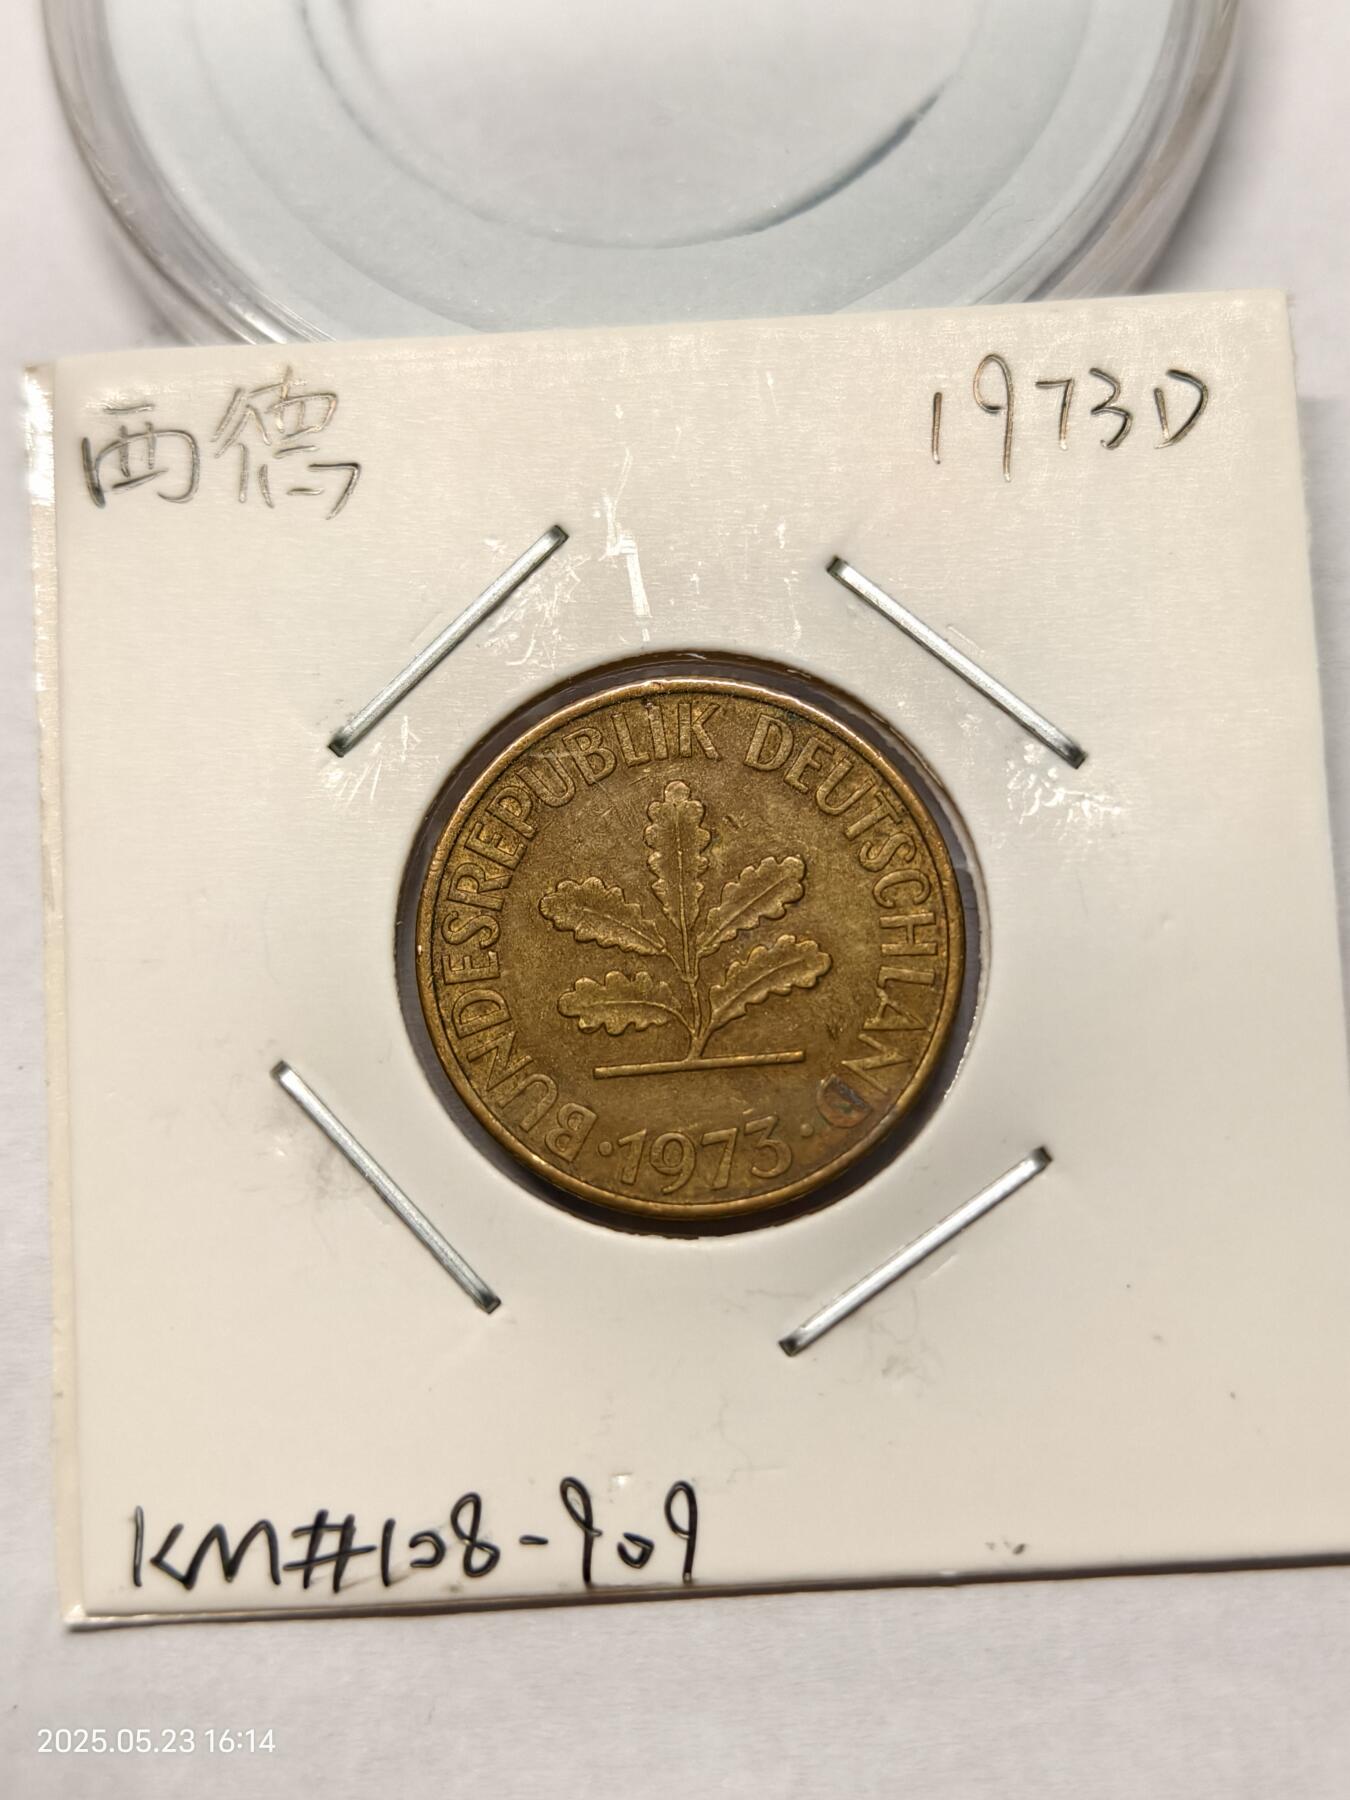 西德
1973D
BUNDESREPUBLIK DEUTSCHLAND
·1973·
KM#108-909
2025.05.23 16:14